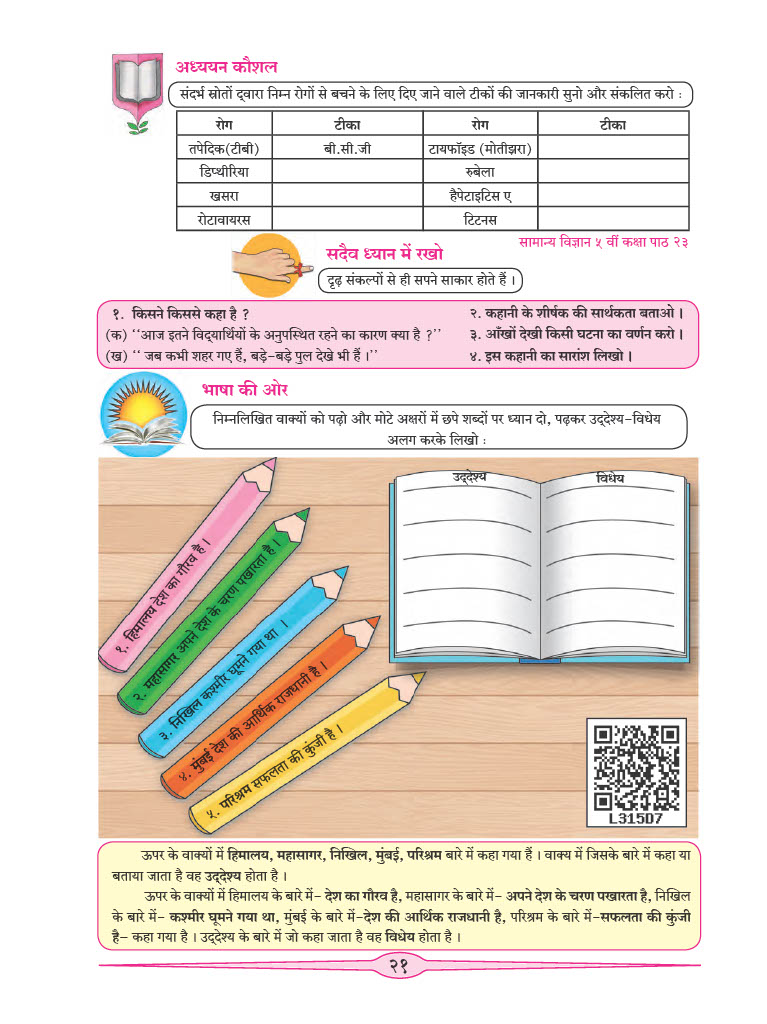 अध्ययन कौशल
संदर्भ स्रोतों द्‌वारा निम्न रोगों से बचने के लिए दिए जाने वाले टीकों की जानकारी सुनो और संकलित करो :
रोग टीका रोग टीका
तपेदिक(टीबी) बी.सी.जी टायफॉइड (मोतीझरा)
डिप्थीरिया रुबेला
खसरा हैपेटाइटिस ए
रोटावायरस टिटनस
सामान्य विज्ञान ५ वीं कक्षा पाठ २३
सदैव ध्यान में रखो
दृढ़ संकल्पों से ही सपने साकार होते हैं ।
१. किसने किससे कहा है ?
(क) ‘‘आज इतने विद्‌यार्थियों के अनुपस्थित रहने का कारण क्या है ?’’
(ख) ‘‘ जब कभी शहर गए हैं, बड़े-बड़े पुल देखे भी हैं ।’’
२. कहानी के शीर्षक की सार्थकता बताओ ।
३. आँखों देखी किसी घटना का वर्णन करो ।
४. इस कहानी का सारांश लिखो ।
भाषा की ओर
निम्नलिखित वाक्यों को पढ़ो और मोटे अक्षरों में छपे शब्दों पर ध्यान दो, पढ़कर उद्‌देश्य-विधेय
अलग करके लिखो :
उद्‌देश्य विधेय
१. हिमालय देश का गौरव है ।
२. महासागर अपने देश के चरण पखारता है ।
३. निखिल कश्मीर घूमने गया था ।
४. मुंबई देश की आर्थिक राजधानी है ।
५. परिश्रम सफलता की कुंजी है ।
L315D7
ऊपर के वाक्यों में हिमालय, महासागर, निखिल, मुंबई, परिश्रम बारे में कहा गया हैं । वाक्य में जिसके बारे में कहा या
बताया जाता है वह उद्‌देश्य होता है ।
ऊपर के वाक्यों में हिमालय के बारे में- देश का गौरव है, महासागर के बारे में- अपने देश के चरण पखारता है, निखिल
के बारे में- कश्मीर घूमने गया था, मुंबई के बारे में-देश की आर्थिक राजधानी है, परिश्रम के बारे में-सफलता की कुंजी
है- कहा गया है । उद्‌देश्य के बारे में जो कहा जाता है वह विधेय होता है ।
२१